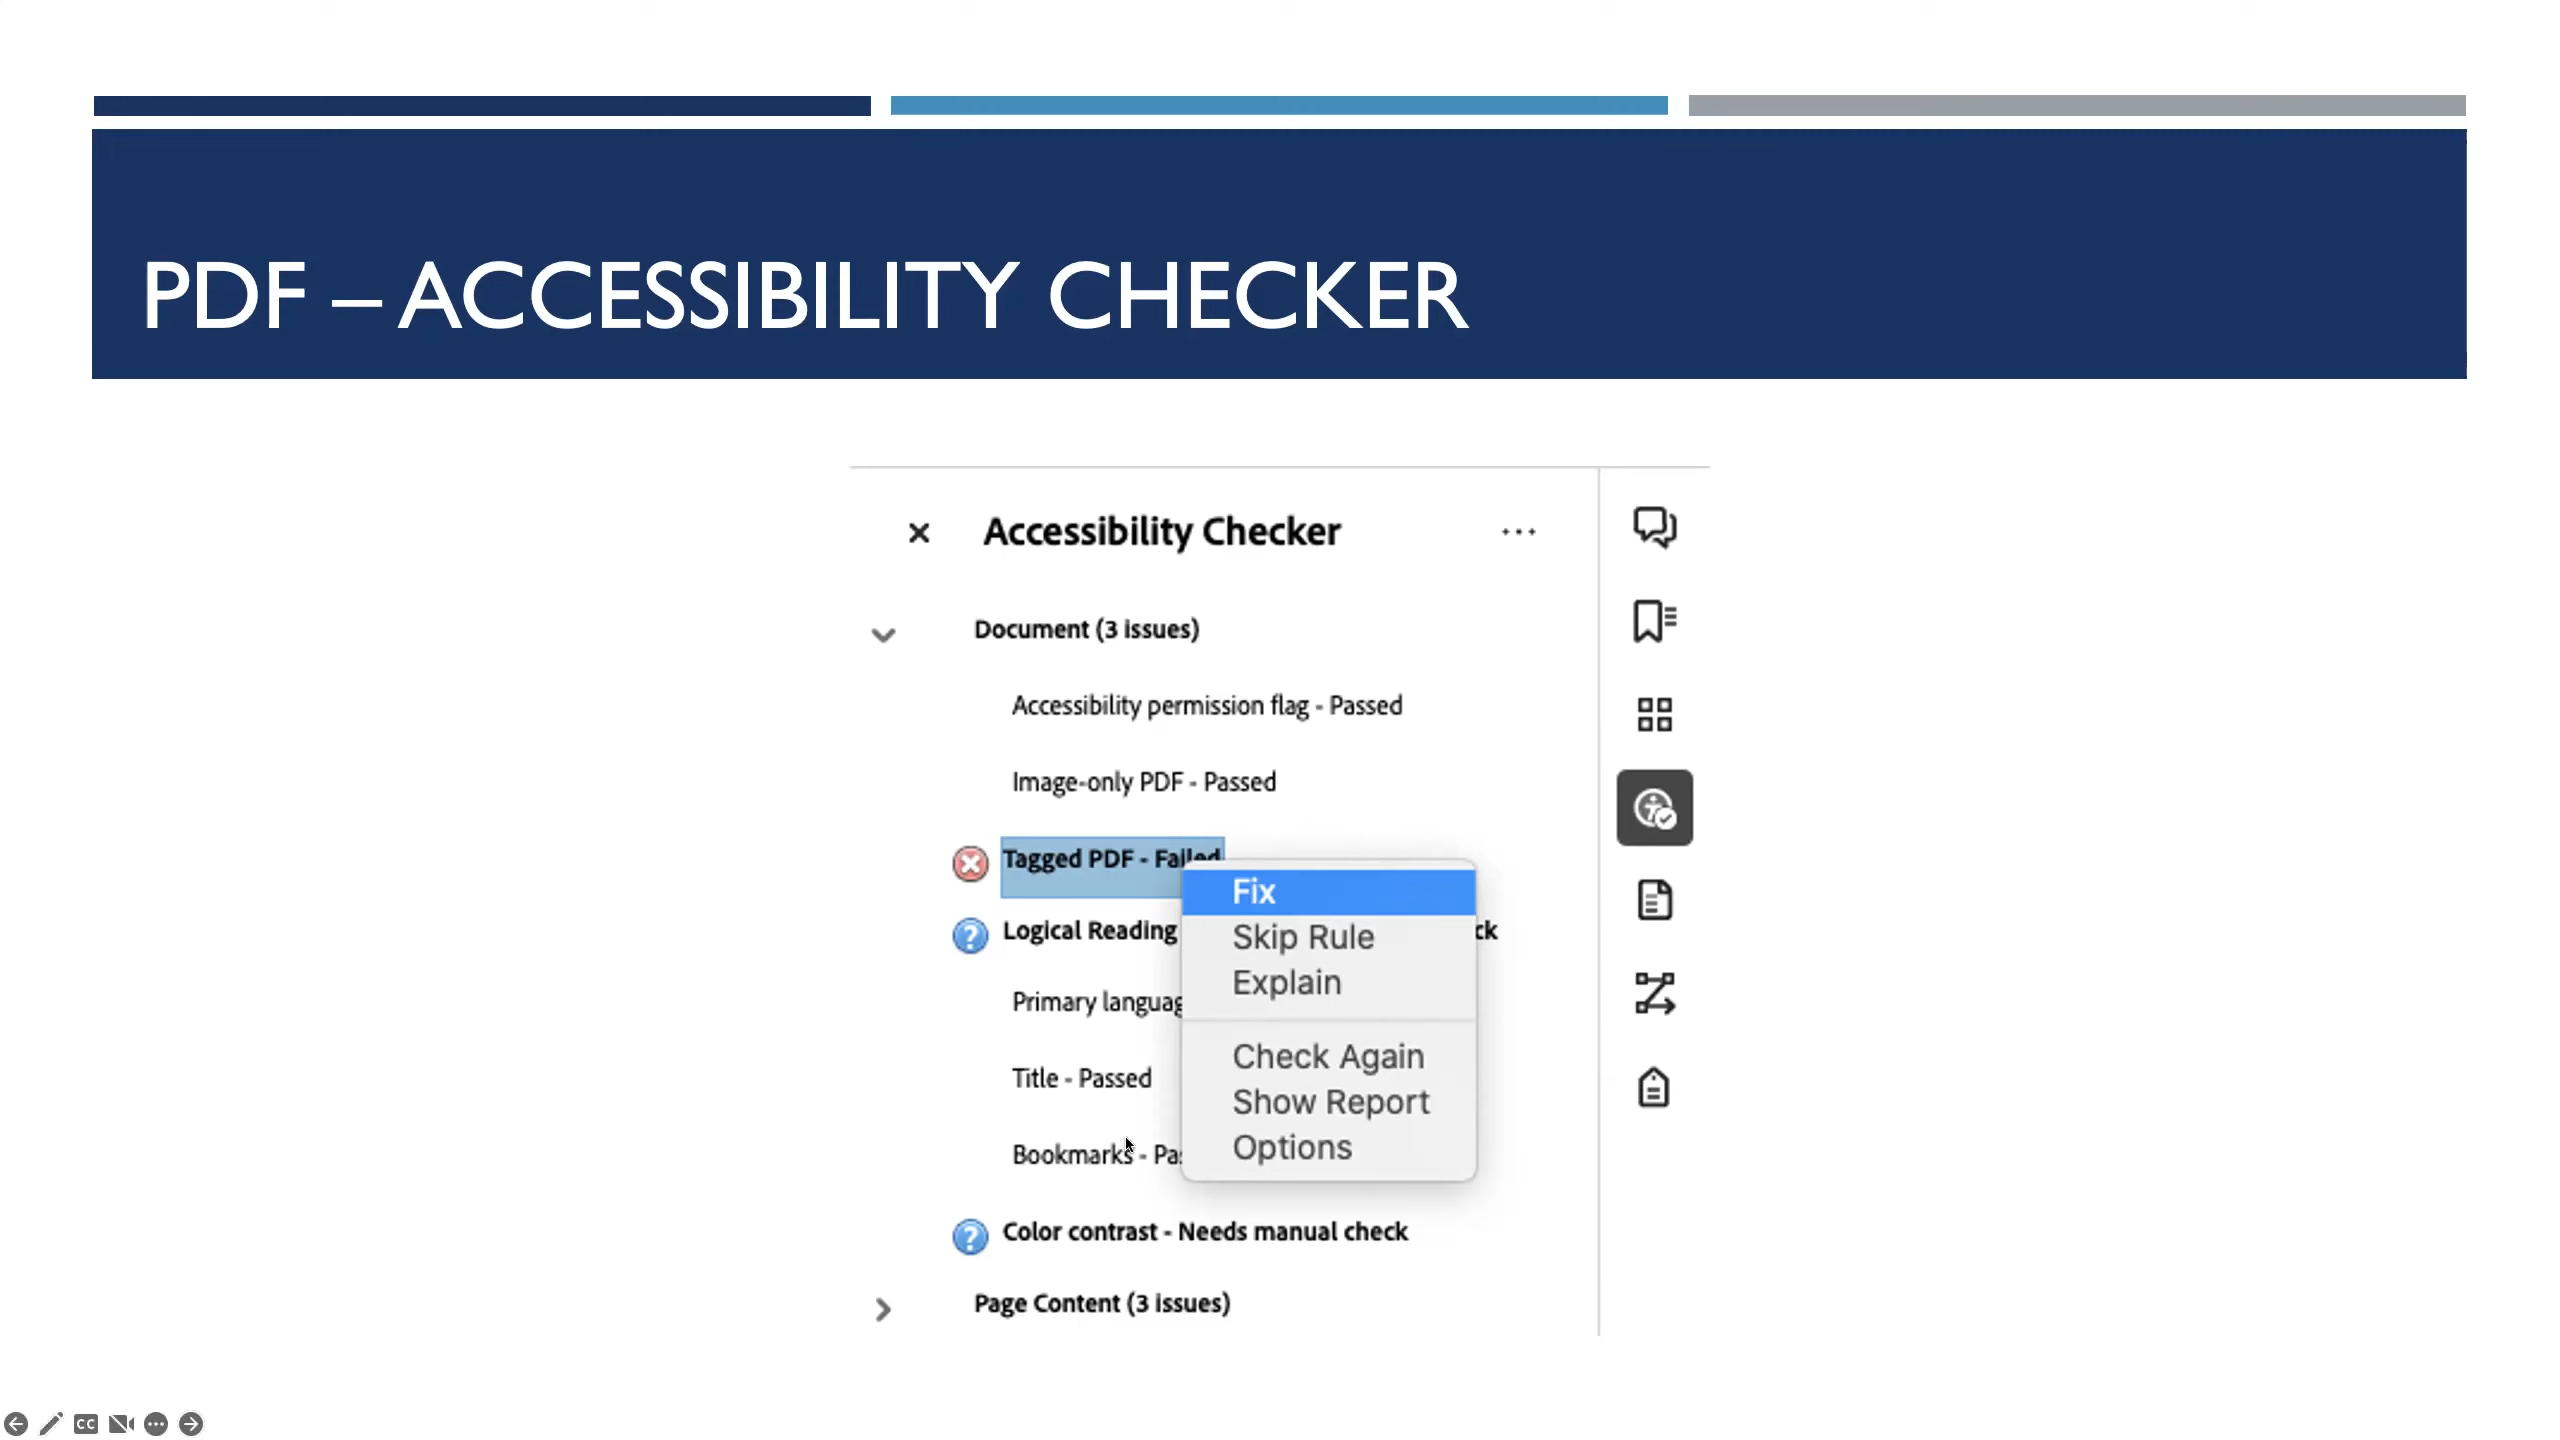 PDF – ACCESSIBILITY CHECKER
Accessibility Checker
Document (3 issues)
Accessibility permission flag - Passed
Image-only PDF - Passed
Tagged PDF - Failed
Fix
Logical Reading
Skip Rule
Explain
Primary
Check Again
Title - Passed
Show Report
Bookmarks -
Options
Color contrast - Needs manual check
Page Content (3 issues)
CC